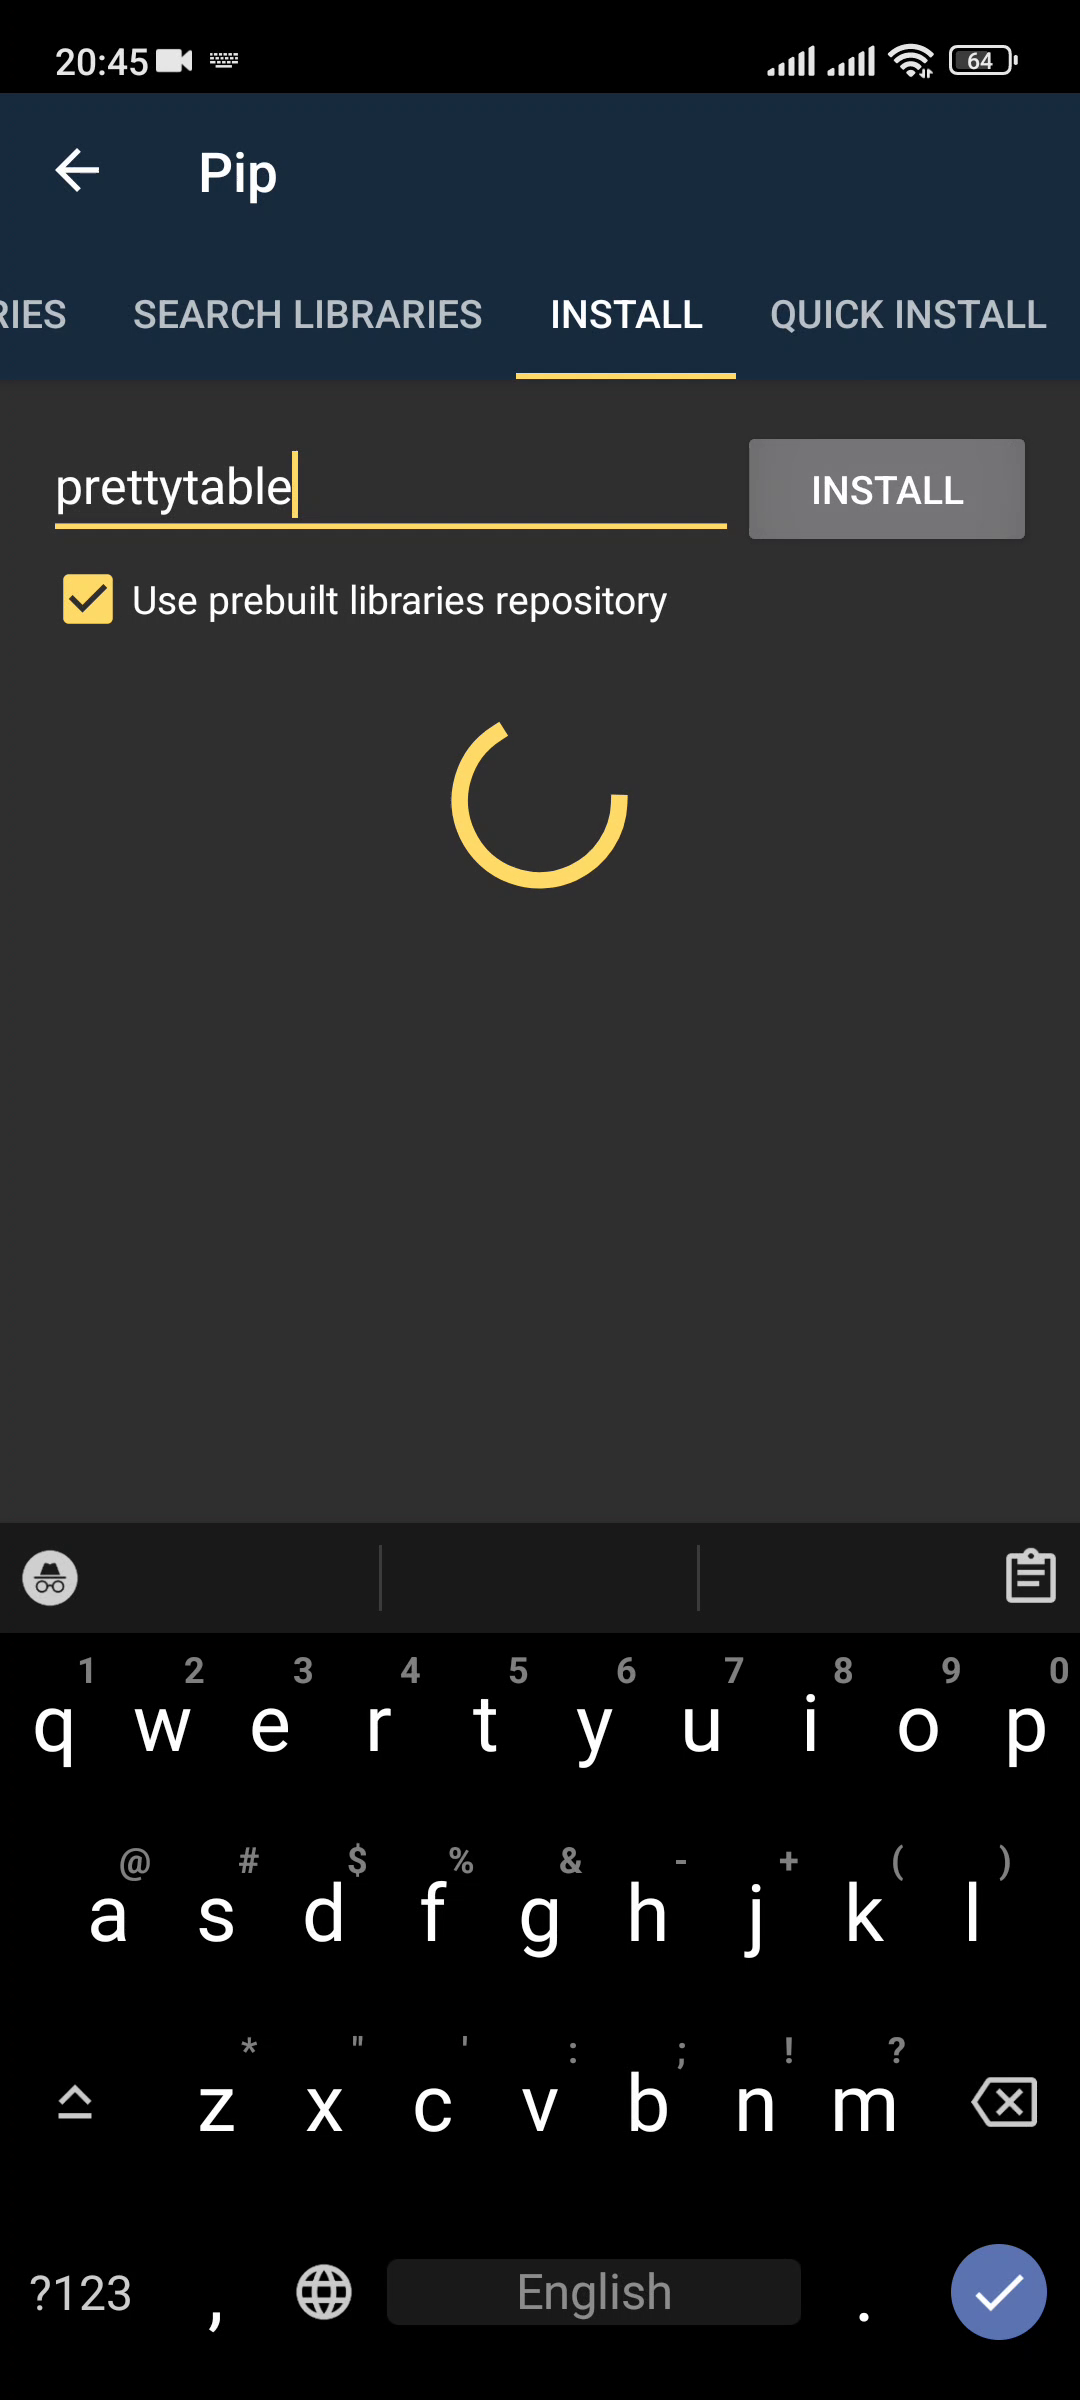 20:45 64
Pip
RIES SEARCH LIBRARIES INSTALL QUICK INSTALL
prettytable INSTALL
Use prebuilt libraries repository
1 2 3 4 5 6 7 8 9 0
q w e r t y u i o p
@ # $ % & - + ( )
a s d f g h j k l
* " ' : ; ! ?
z x c v b n m
?123 , English .